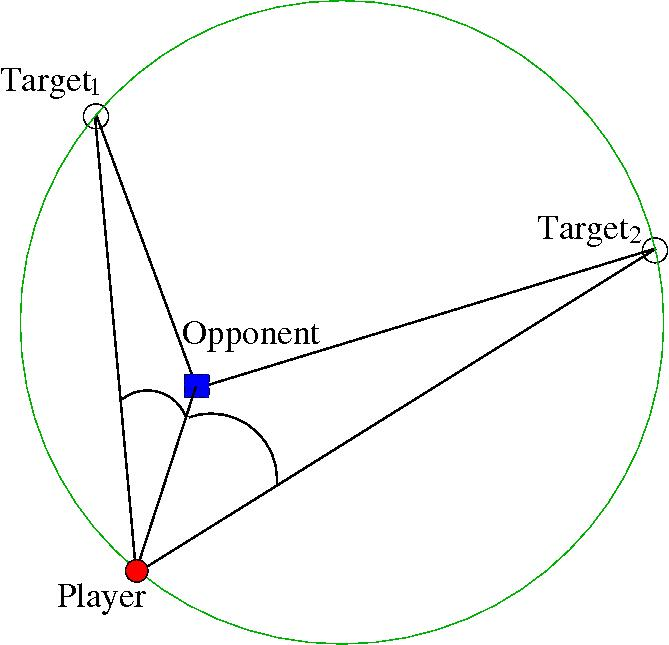 Target₁
Target₂
Opponent
Player